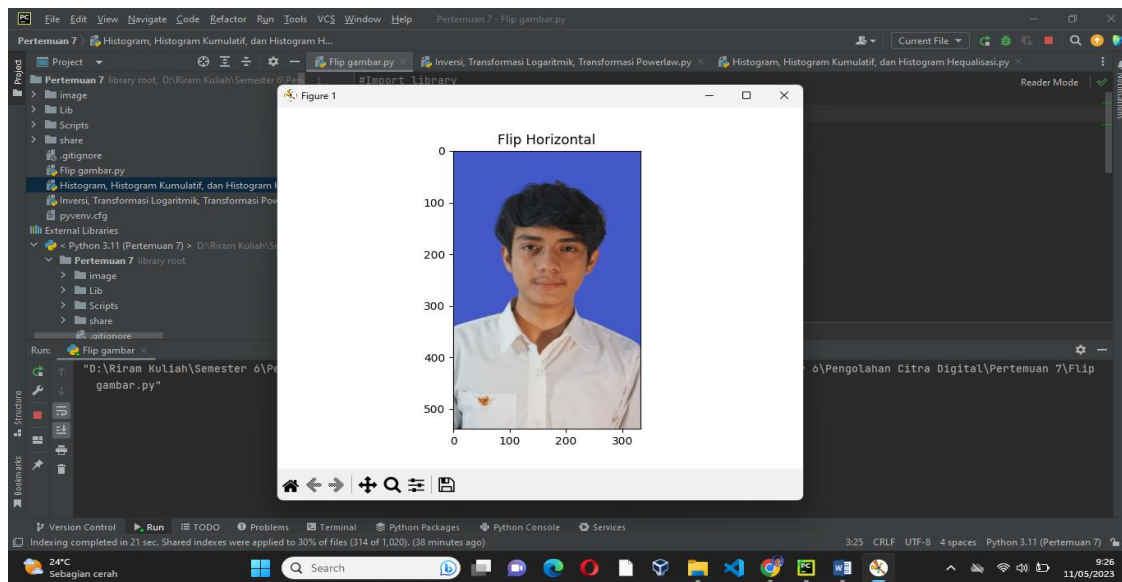 PC File Edit View Navigate Code Refactor Run Tools VCS Window Help Pertemuan 7 - Flip gambar.py
Pertemuan 7 Histogram, Histogram Kumulatif, dan Histogram H... Current File
Project Flip gambar.py Inversi, Transformasi Logaritmik, Transformasi Powerlaw.py Histogram, Histogram Kumulatif, dan Histogram Hequalisasi.py
Project
Pertemuan 7 library root, D:\Riram Kuliah\Semester 6\Pe
1 #Import library
Reader Mode
Notifications
image
Lib
Scripts
share
.gitignore
Flip gambar.py
Histogram, Histogram Kumulatif, dan Histogram H
Inversi, Transformasi Logaritmik, Transformasi Pow
pyvenv.cfg
External Libraries
< Python 3.11 (Pertemuan 7) > D:\Riram Kuliah\Se
Pertemuan 7 library root
image
Lib
Scripts
share
.gitignore
Figure 1
Flip Horizontal
0
100
200
300
400
500
0 100 200 300
Run: Flip gambar
"D:\Riram Kuliah\Semester 6\Pe
6\Pengolahan Citra Digital\Pertemuan 7\Flip
gambar.py"
Structure
Bookmarks
Version Control Run TODO Problems Terminal Python Packages Python Console Services
Indexing completed in 21 sec. Shared indexes were applied to 30% of files (314 of 1,020). (38 minutes ago) 3:25 CRLF UTF-8 4 spaces Python 3.11 (Pertemuan 7)
24°C
Sebagian cerah
Search
9:26
11/05/2023